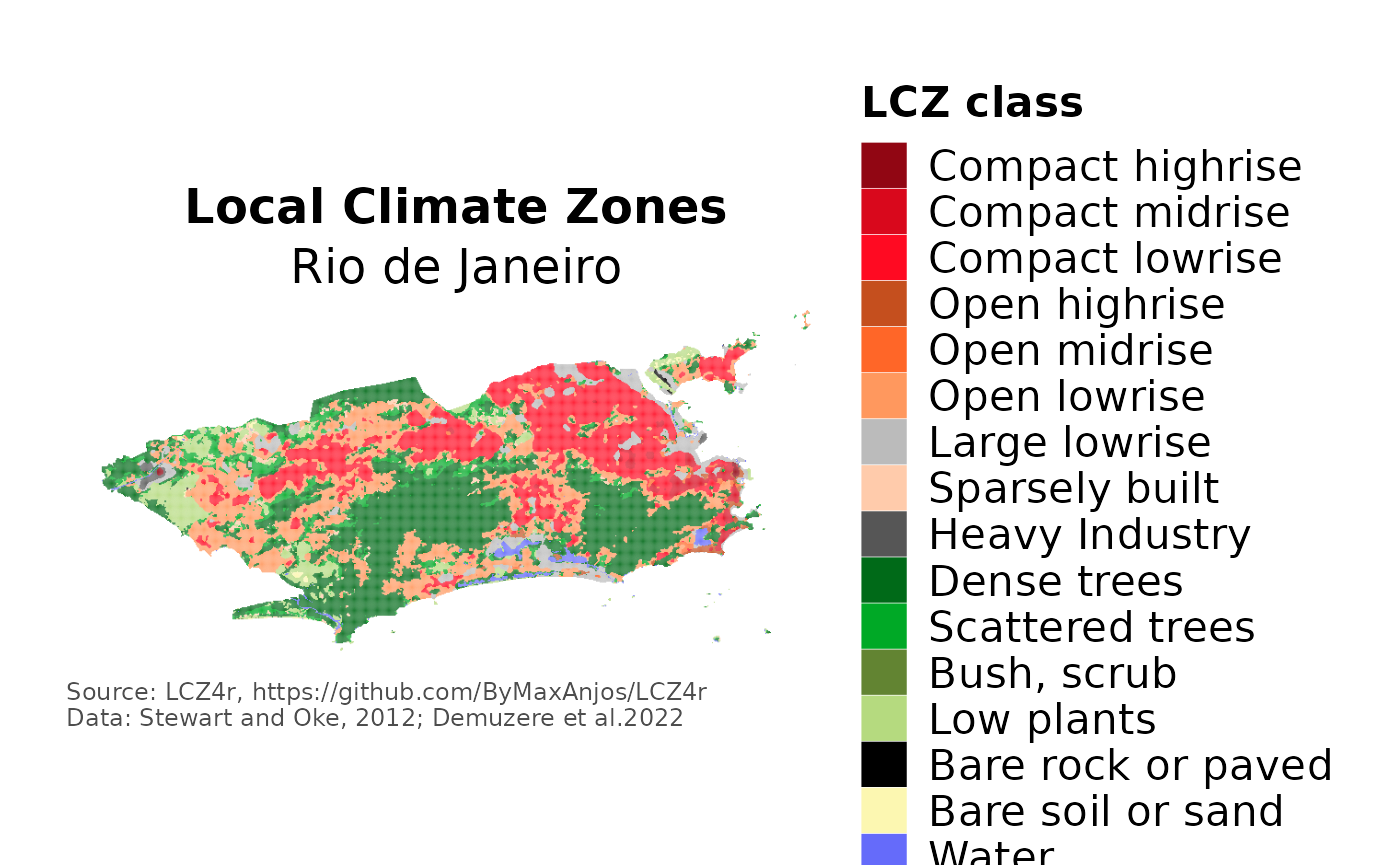 Local Climate Zones
Rio de Janeiro
Source: LCZ4r, https://github.com/ByMaxAnjos/LCZ4r
Data: Stewart and Oke, 2012; Demuzere et al.2022
LCZ class
Compact highrise
Compact midrise
Compact lowrise
Open highrise
Open midrise
Open lowrise
Large lowrise
Sparsely built
Heavy Industry
Dense trees
Scattered trees
Bush, scrub
Low plants
Bare rock or paved
Bare soil or sand
Water